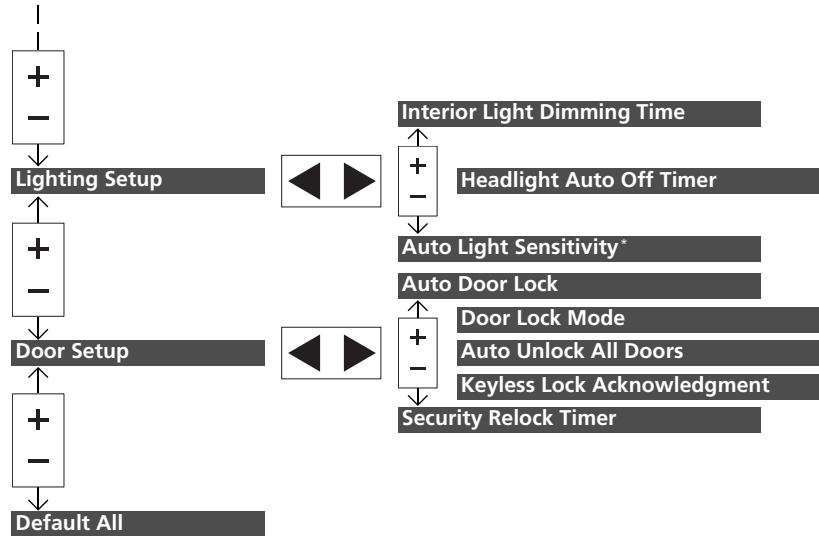 +
−
Lighting Setup
Interior Light Dimming Time
+
−
Headlight Auto Off Timer
Auto Light Sensitivity*
+
−
Door Setup
Auto Door Lock
+
−
Door Lock Mode
Auto Unlock All Doors
Keyless Lock Acknowledgment
Security Relock Timer
+
−
Default All